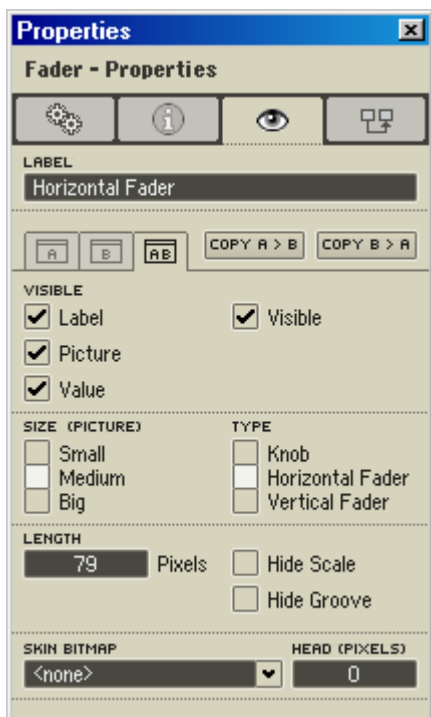 Properties
Fader - Properties
LABEL
Horizontal Fader
A B AB COPY A > B COPY B > A
VISIBLE
Label Visible
Picture
Value
SIZE (PICTURE) TYPE
Small Knob
Medium Horizontal Fader
Big Vertical Fader
LENGTH
79 Pixels Hide Scale
Hide Groove
SKIN BITMAP HEAD (PIXELS)
<none> 0